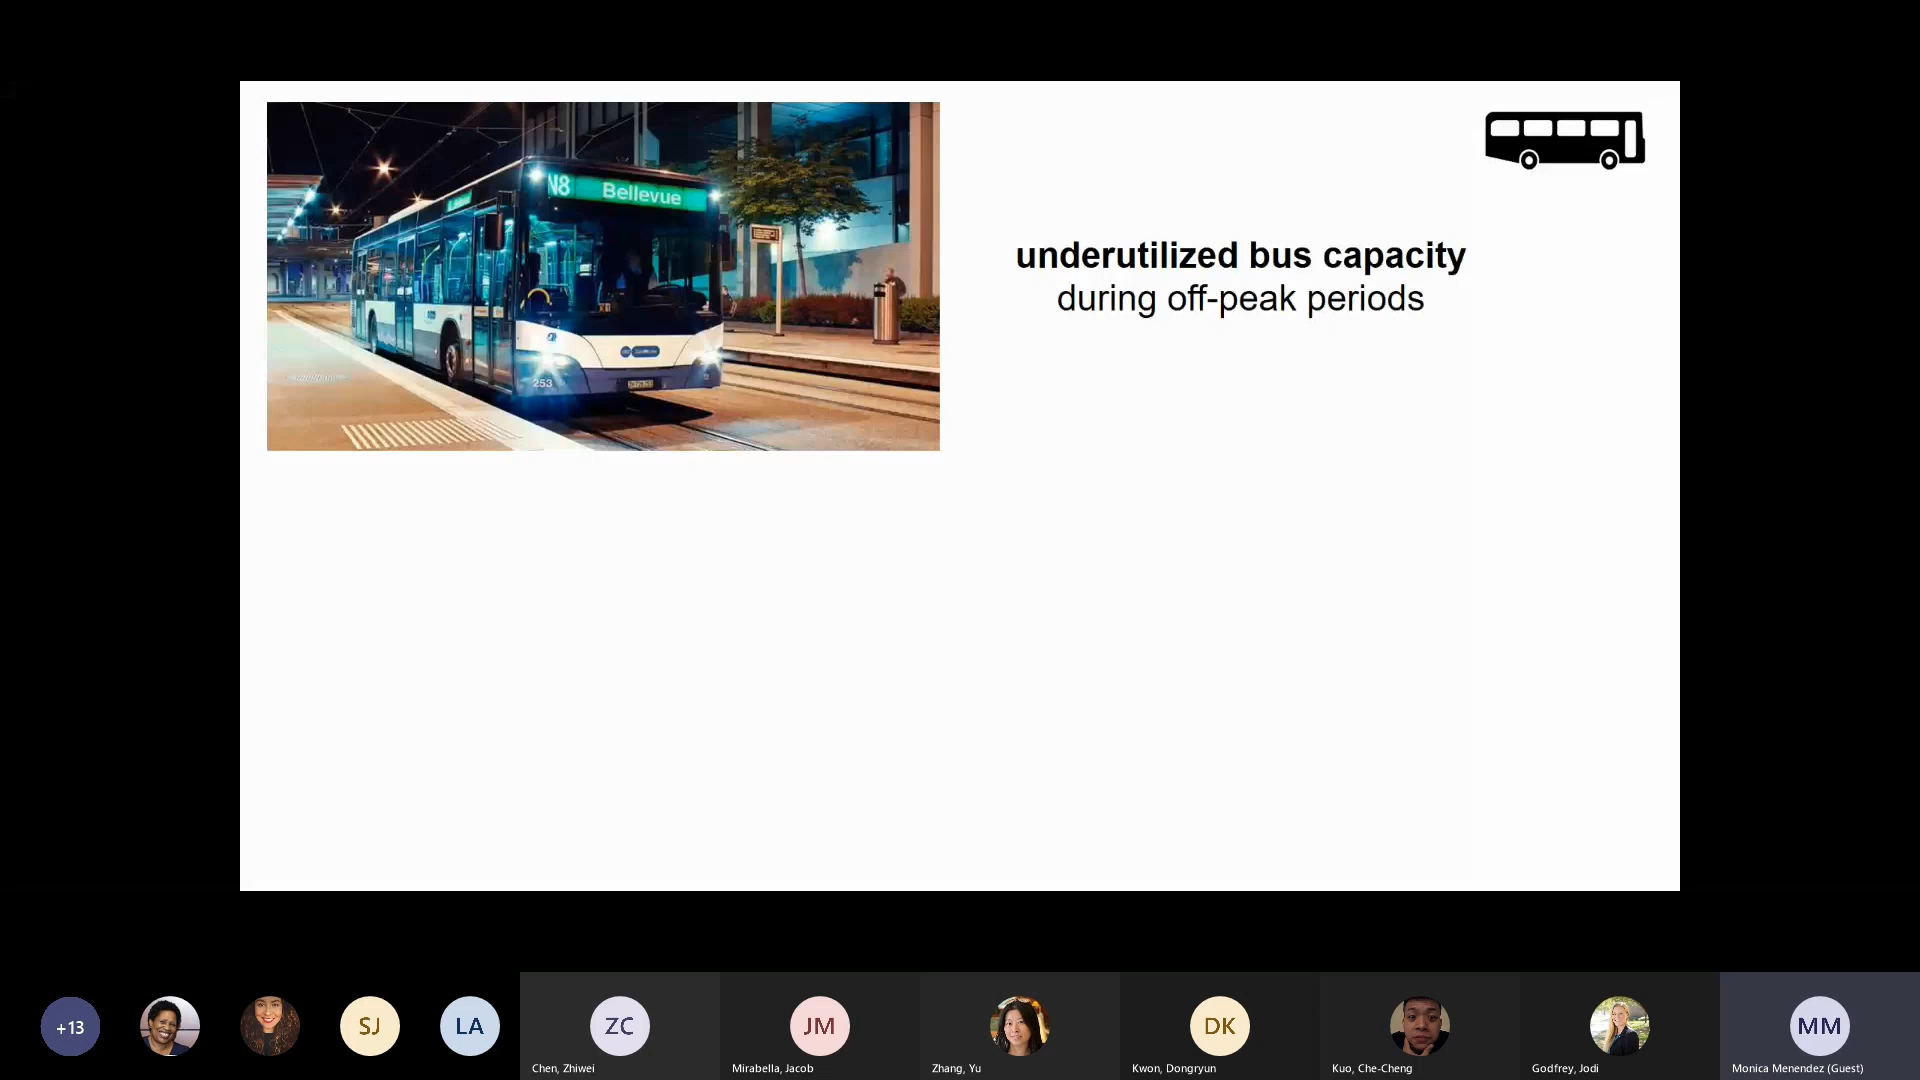 N8 Bellevue
253
underutilized bus capacity
during off-peak periods
+13
SJ
LA
ZC
JM
DK
MM
Chen, Zhiwei
Mirabella, Jacob
Zhang, Yu
Kwon, Dongryun
Kuo, Che-Cheng
Godfrey, Jodi
Monica Menendez (Guest)